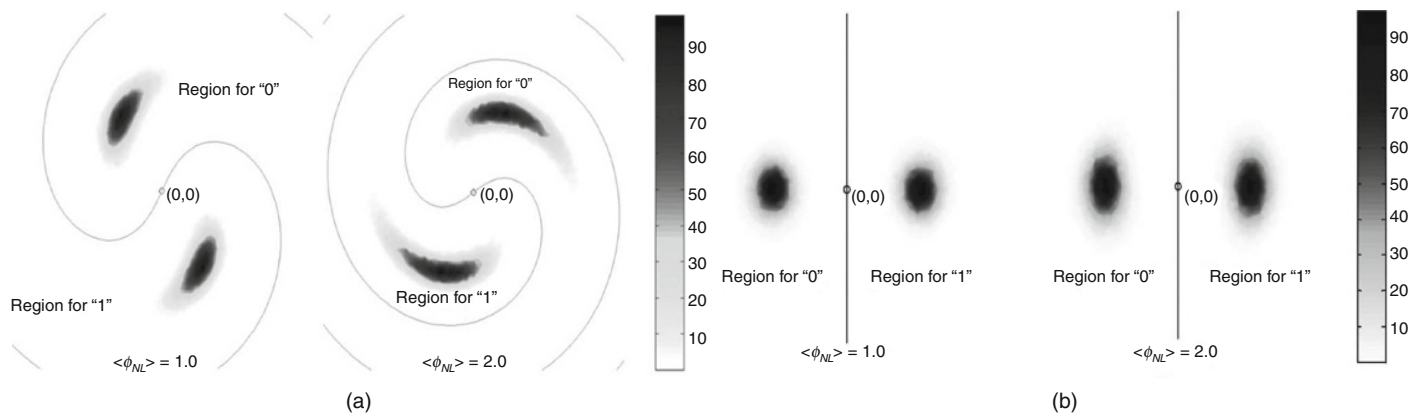 Region for “0”
(0,0)
Region for “1”
<ϕNL> = 1.0
Region for “0”
(0,0)
Region for “1”
<ϕNL> = 2.0
90
80
70
60
50
40
30
20
10
(a)
(0,0)
Region for “0”
Region for “1”
<ϕNL> = 1.0
(0,0)
Region for “0”
Region for “1”
<ϕNL> = 2.0
90
80
70
60
50
40
30
20
10
(b)